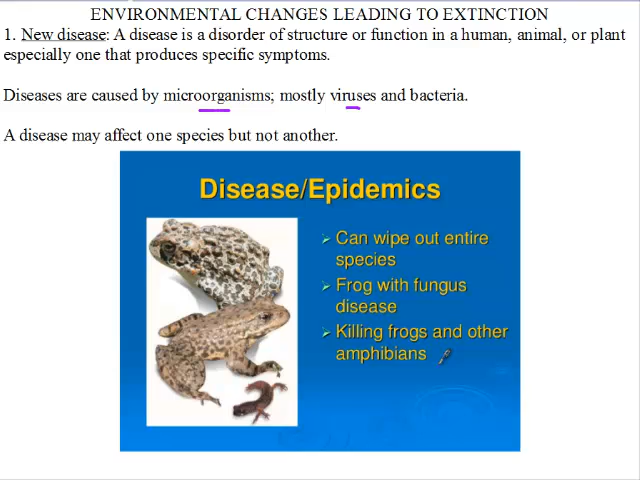 ENVIRONMENTAL CHANGES LEADING TO EXTINCTION
1. New disease: A disease is a disorder of structure or function in a human, animal, or plant
especially one that produces specific symptoms.
Diseases are caused by microorganisms; mostly viruses and bacteria.
A disease may affect one species but not another.
Disease/Epidemics
Can wipe out entire
species
Frog with fungus
disease
Killing frogs and other
amphibians